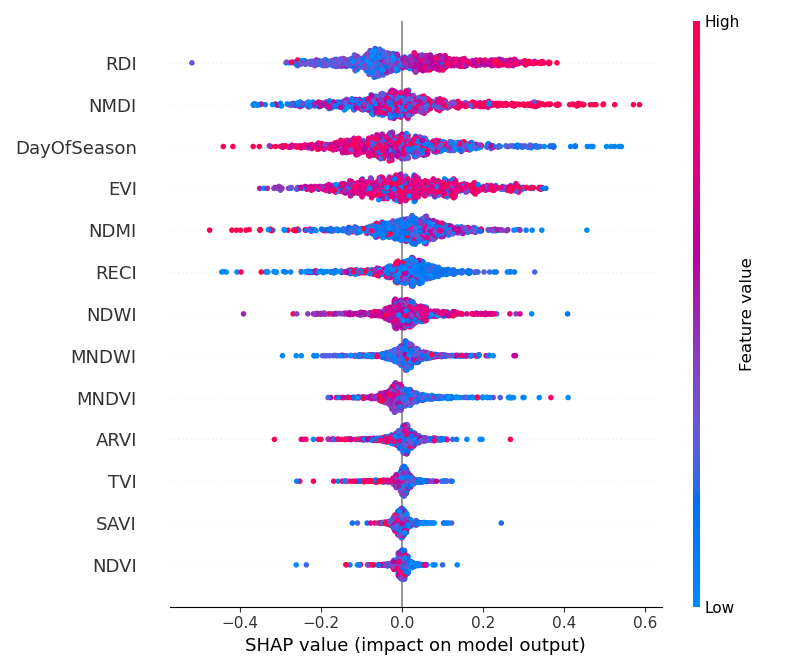 High
RDI
NMDI
DayOfSeason
EVI
NDMI
RECI
NDWI
MNDWI
MNDVI
ARVI
TVI
SAVI
NDVI
Feature value
Low
−0.4 −0.2 0.0 0.2 0.4 0.6
SHAP value (impact on model output)